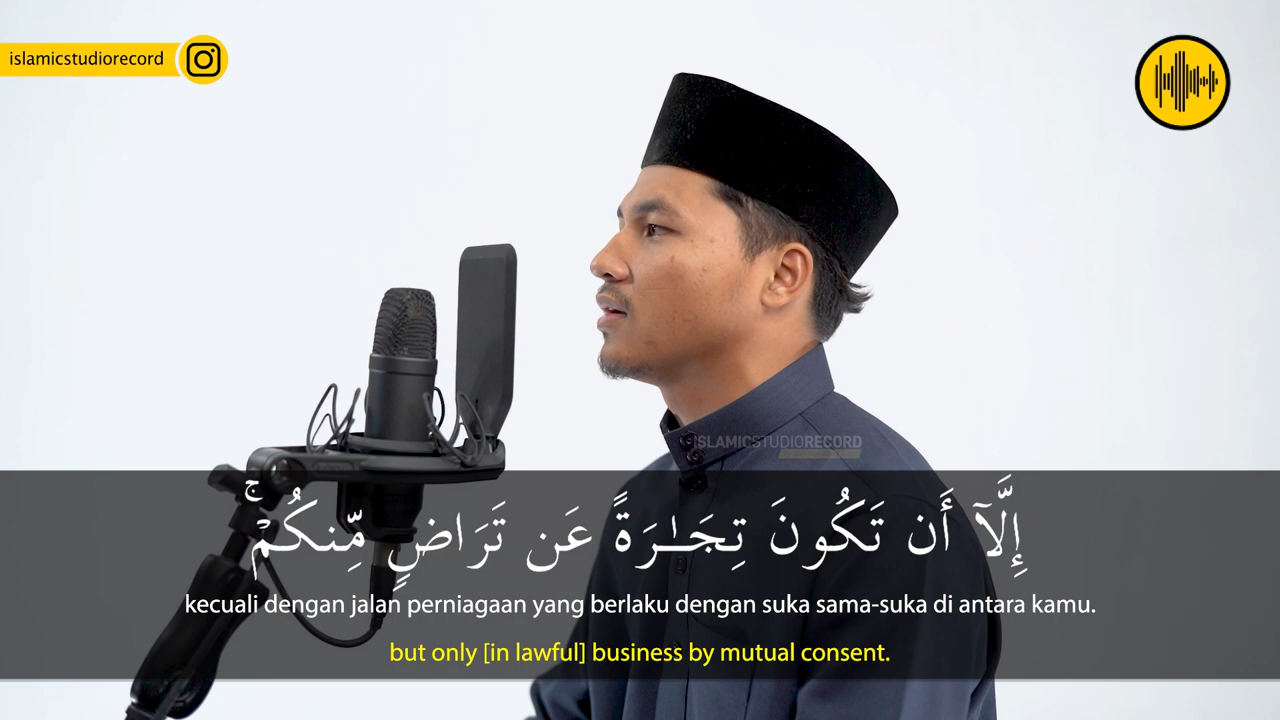 islamicstudiorecord
ISLAMICSTUDIORECORD
إِلَّآ أَن تَكُونَ تِجَـٰرَةً عَن تَرَاضٍ مِّنكُمْۚ
kecuali dengan jalan perniagaan yang berlaku dengan suka sama-suka di antara kamu.
but only [in lawful] business by mutual consent.